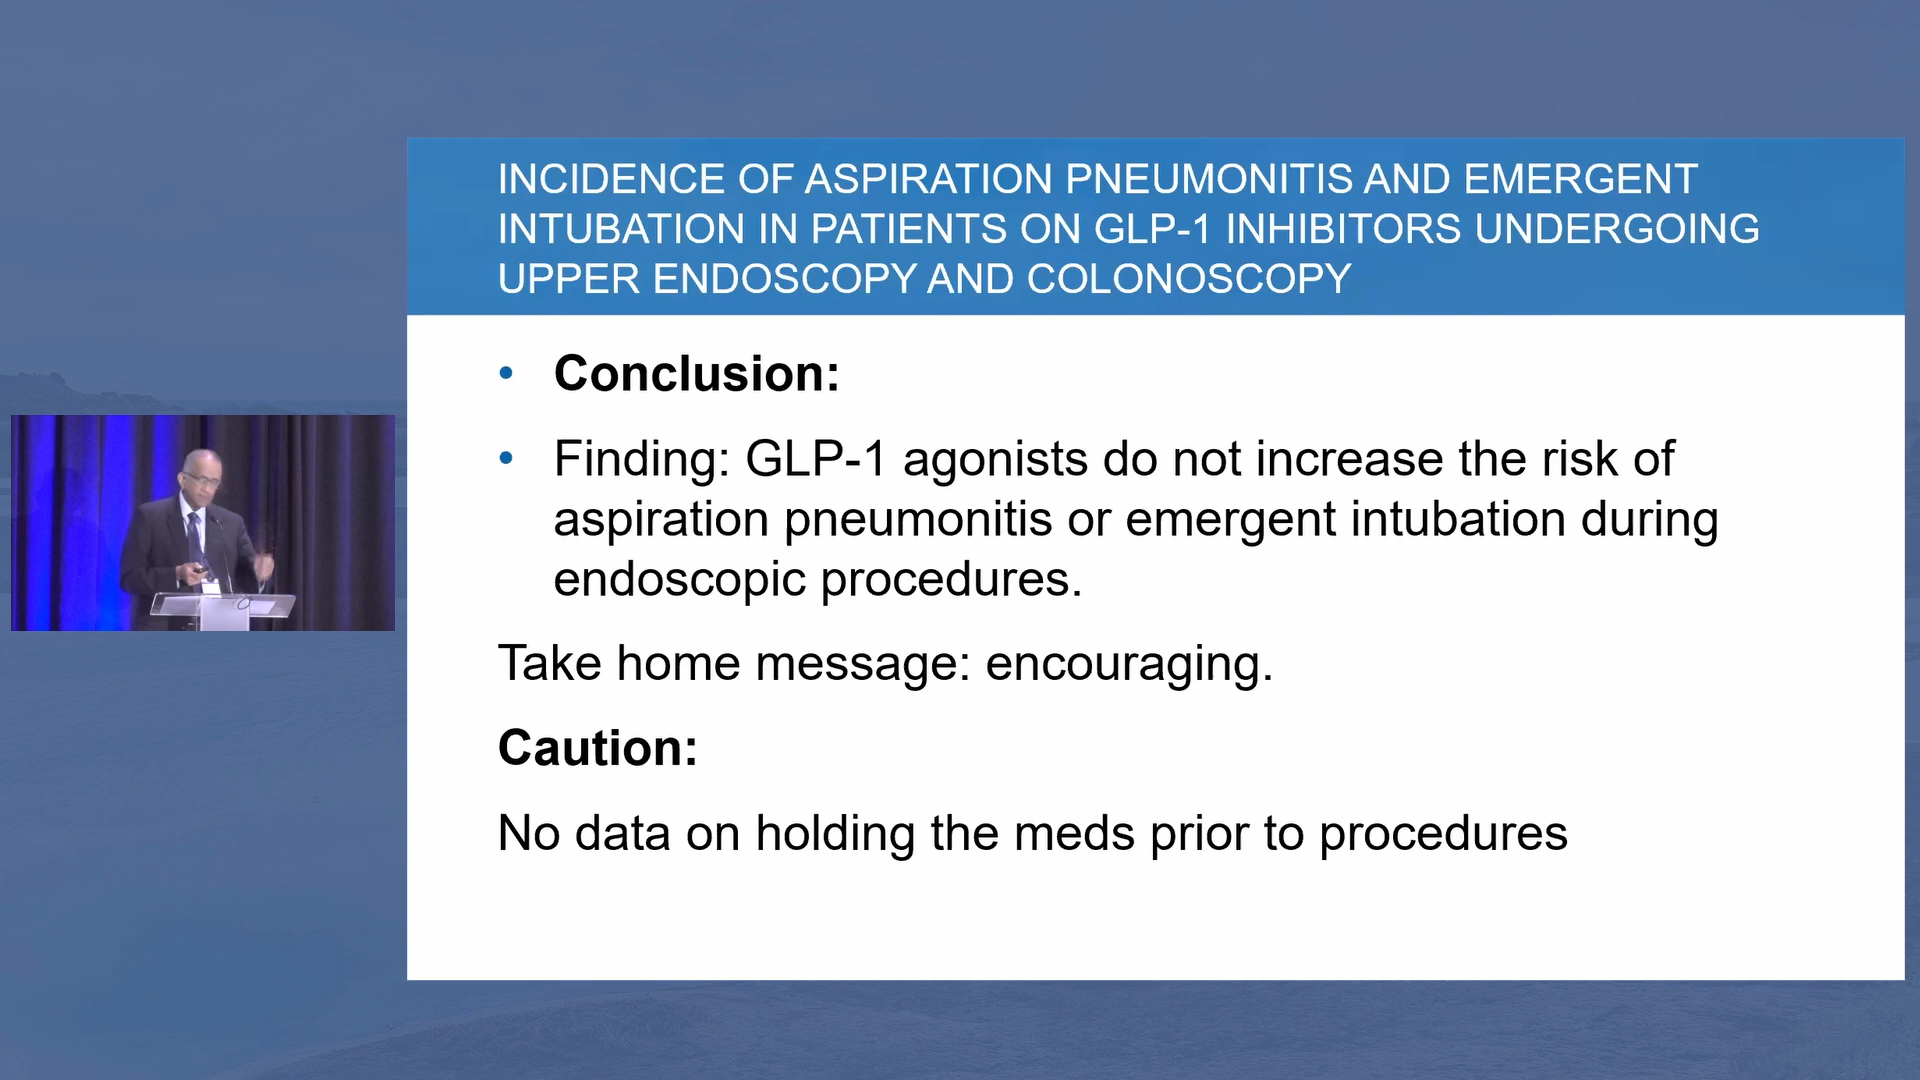 INCIDENCE OF ASPIRATION PNEUMONITIS AND EMERGENT
INTUBATION IN PATIENTS ON GLP-1 INHIBITORS UNDERGOING
UPPER ENDOSCOPY AND COLONOSCOPY
• Conclusion:
• Finding: GLP-1 agonists do not increase the risk of
aspiration pneumonitis or emergent intubation during
endoscopic procedures.
Take home message: encouraging.
Caution:
No data on holding the meds prior to procedures